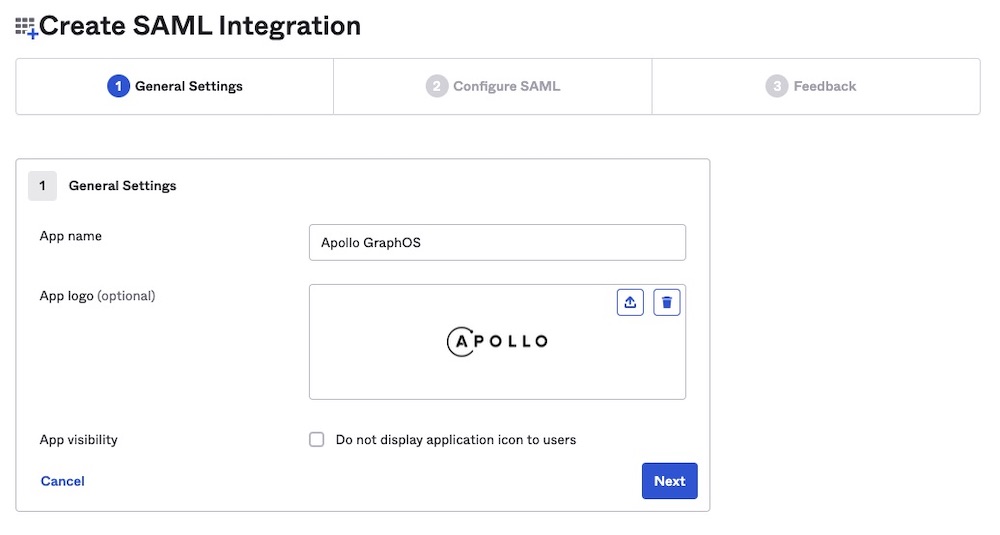 Create SAML Integration
1 General Settings
2 Configure SAML
3 Feedback
1 General Settings
App name
Apollo GraphOS
App logo (optional)
APOLLO
App visibility
Do not display application icon to users
Cancel
Next